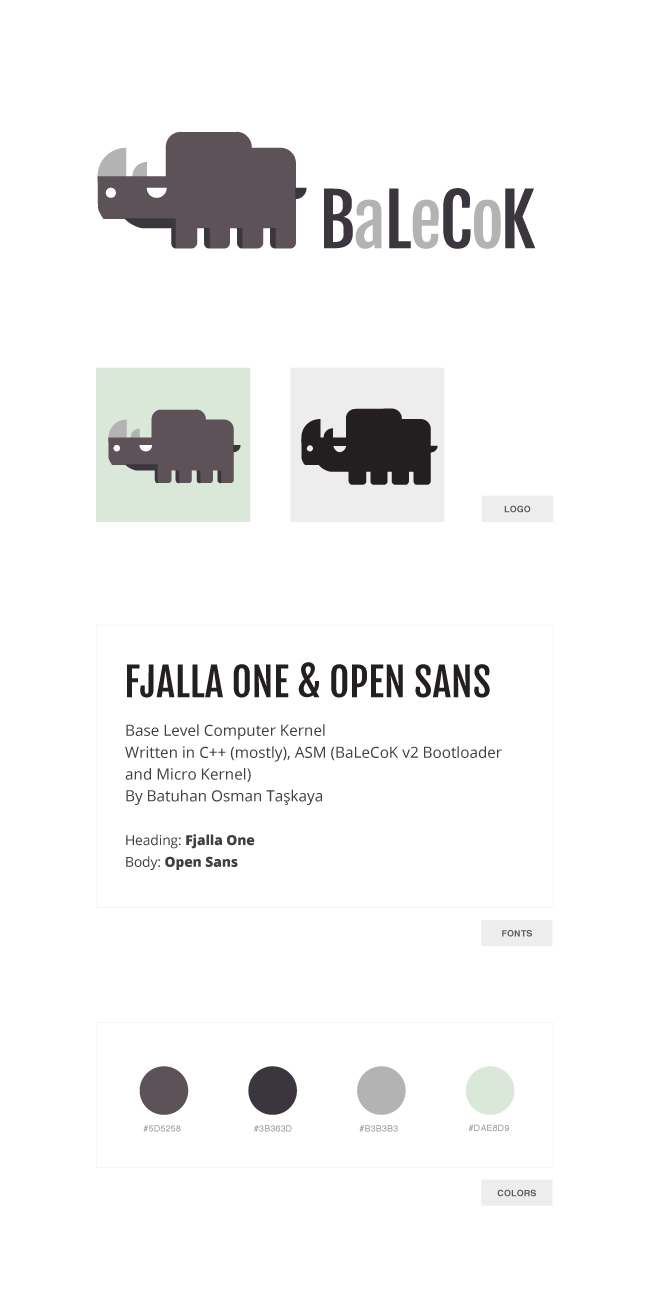 BaLeCoK
LOGO
FJALLA ONE & OPEN SANS
Base Level Computer Kernel
Written in C++ (mostly), ASM (BaLeCoK v2 Bootloader
and Micro Kernel)
By Batuhan Osman Taşkaya
Heading: Fjalla One
Body: Open Sans
FONTS
#5D5258 #3B363D #B3B3B3 #DAE8D9
COLORS